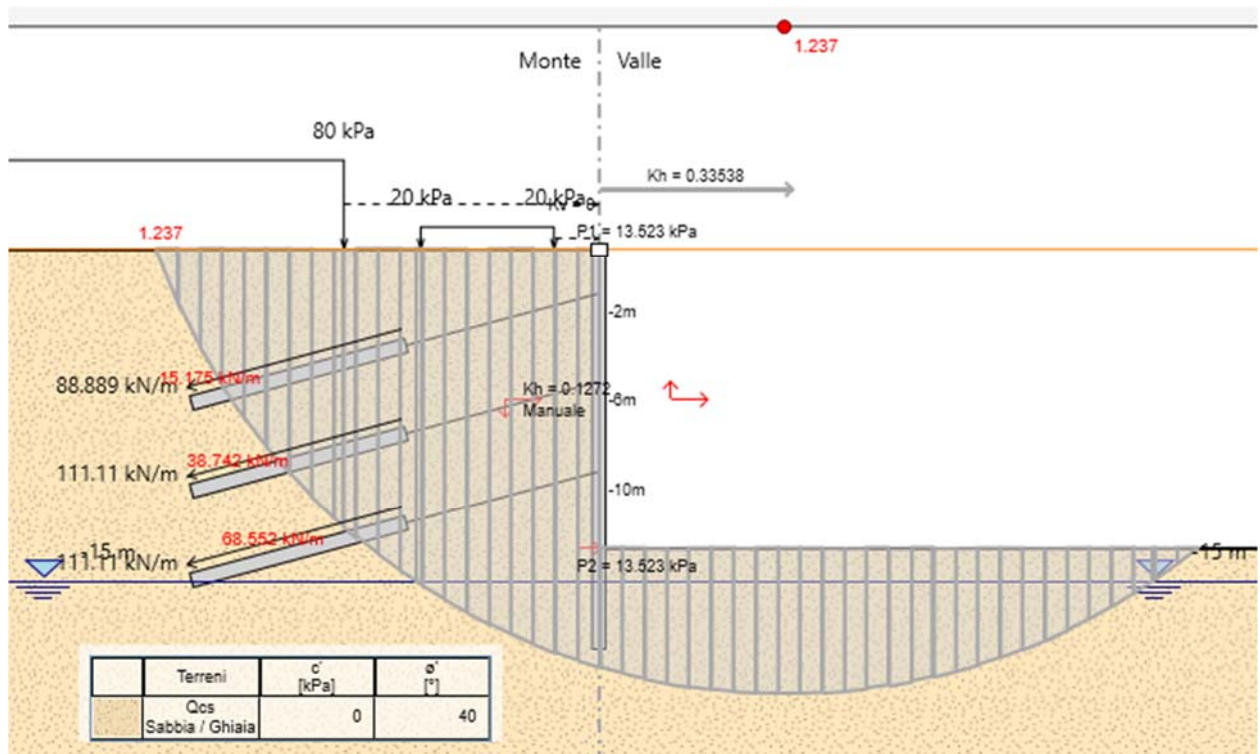 Monte Valle
1.237
80 kPa
Kh = 0.33538
20 kPa 20 kPa
1.237
P1 = 13.523 kPa
-2m
88.889 kN/m 15.175 kN/m
Kh = 0.1272 -6m
Manuale
111.11 kN/m 38.742 kN/m
-10m
68.552 kN/m
-15 m
111.11 kN/m
P2 = 13.523 kPa
-15 m
Terreni c' ø'
[kPa] [°]
Qcs
Sabbia / Ghiaia 0 40